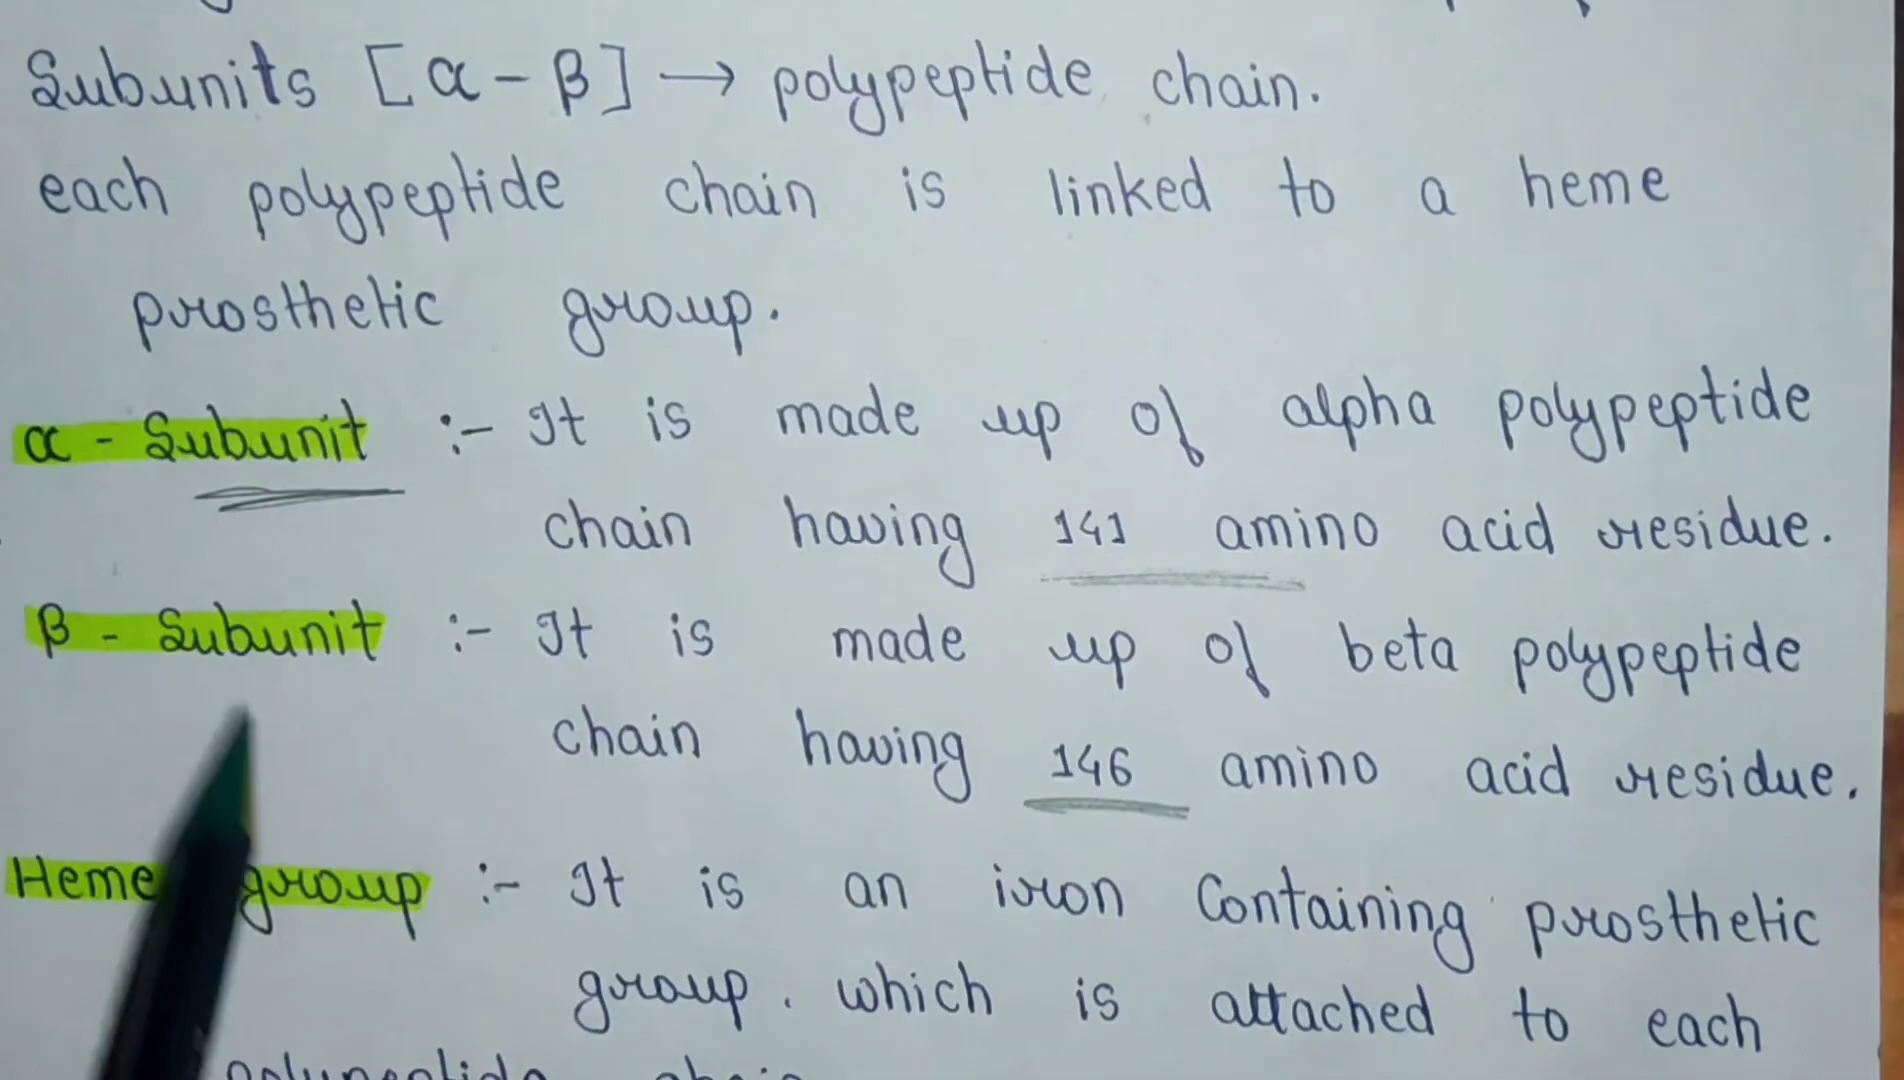 Subunits [α - β] → polypeptide chain.
each polypeptide chain is linked to a heme
prosthetic group.
α - Subunit :- It is made up of alpha polypeptide
chain having 141 amino acid residue.
β - Subunit :- It is made up of beta polypeptide
chain having 146 amino acid residue.
Heme group :- It is an iron Containing prosthetic
group. which is attached to each
polypeptide chain